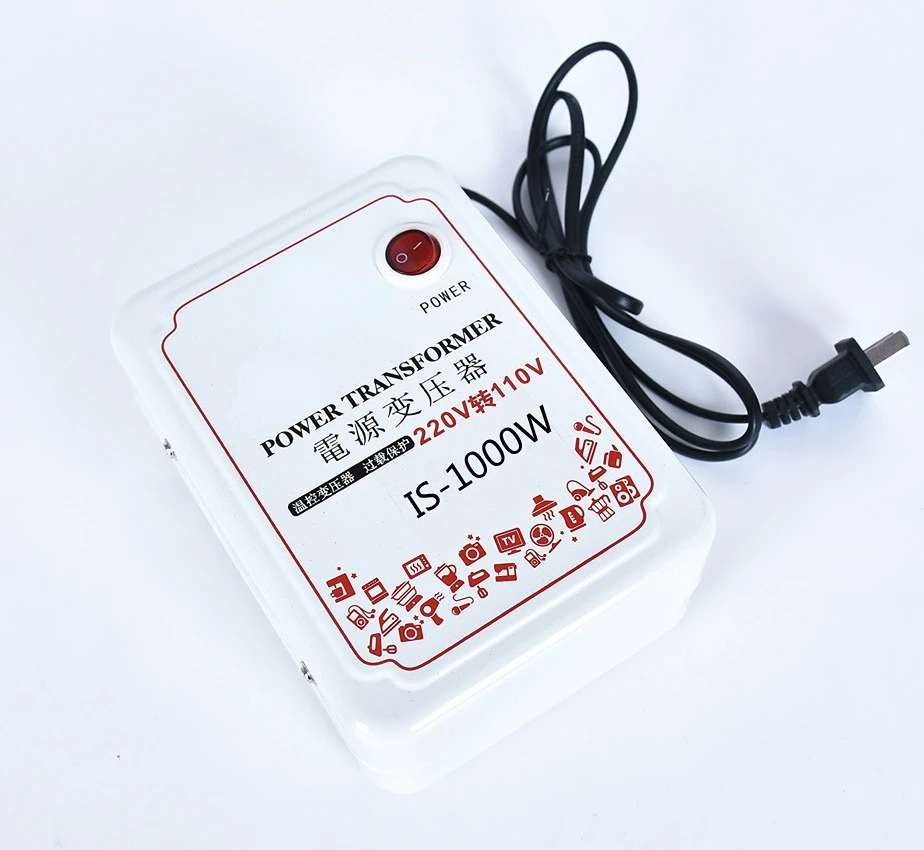 POWER
POWER TRANSFORMER
電源变压器
温控变压器 过载保护 220V转110V
IS-1000W
TV